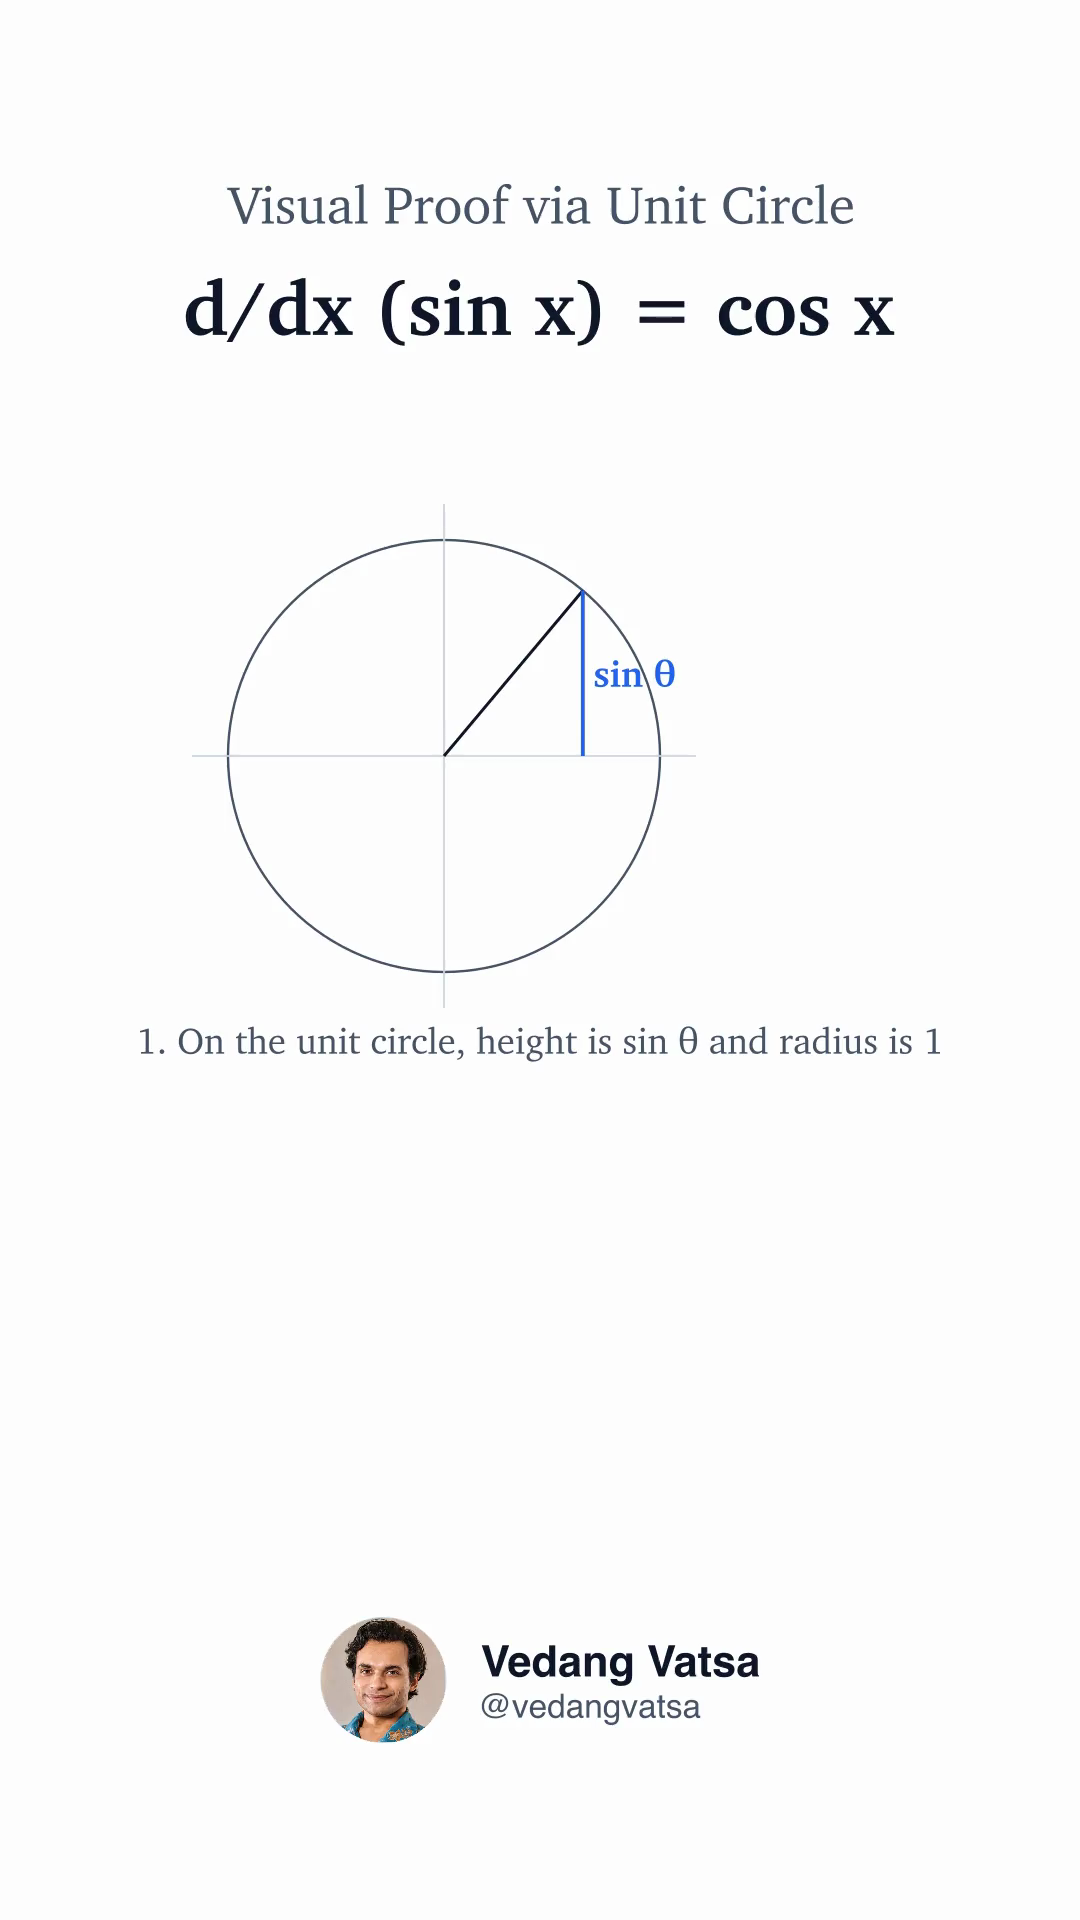 Visual Proof via Unit Circle
d/dx (sin x) = cos x
sin θ
1. On the unit circle, height is sin θ and radius is 1
Vedang Vatsa
@vedangvatsa